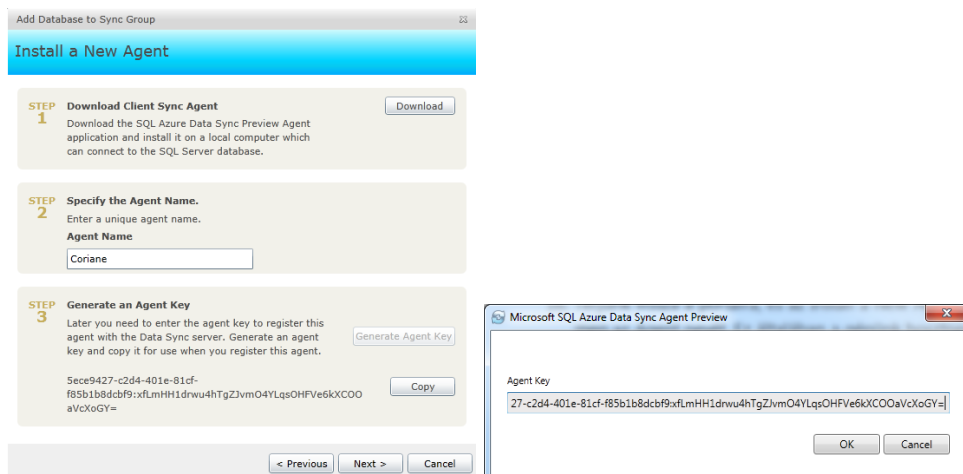 Add Database to Sync Group
Install a New Agent
STEP
1
Download Client Sync Agent
Download
Download the SQL Azure Data Sync Preview Agent
application and install it on a local computer which
can connect to the SQL Server database.
STEP
2
Specify the Agent Name.
Enter a unique agent name.
Agent Name
Coriane
STEP
3
Generate an Agent Key
Later you need to enter the agent key to register this
agent with the Data Sync server. Generate an agent
key and copy it for use when you register this agent.
Generate Agent Key
5ece9427-c2d4-401e-81cf-
f85b1b8dcbf9:xfLmHH1drwu4hTgZJvmO4YLqsOHFVe6kXCOO
aVcXoGY=
Copy
< Previous
Next >
Cancel
Microsoft SQL Azure Data Sync Agent Preview
Agent Key
27-c2d4-401e-81cf-f85b1b8dcbf9:xfLmHH1drwu4hTgZJvmO4YLqsOHFVe6kXCOOaVcXoGY=
OK
Cancel